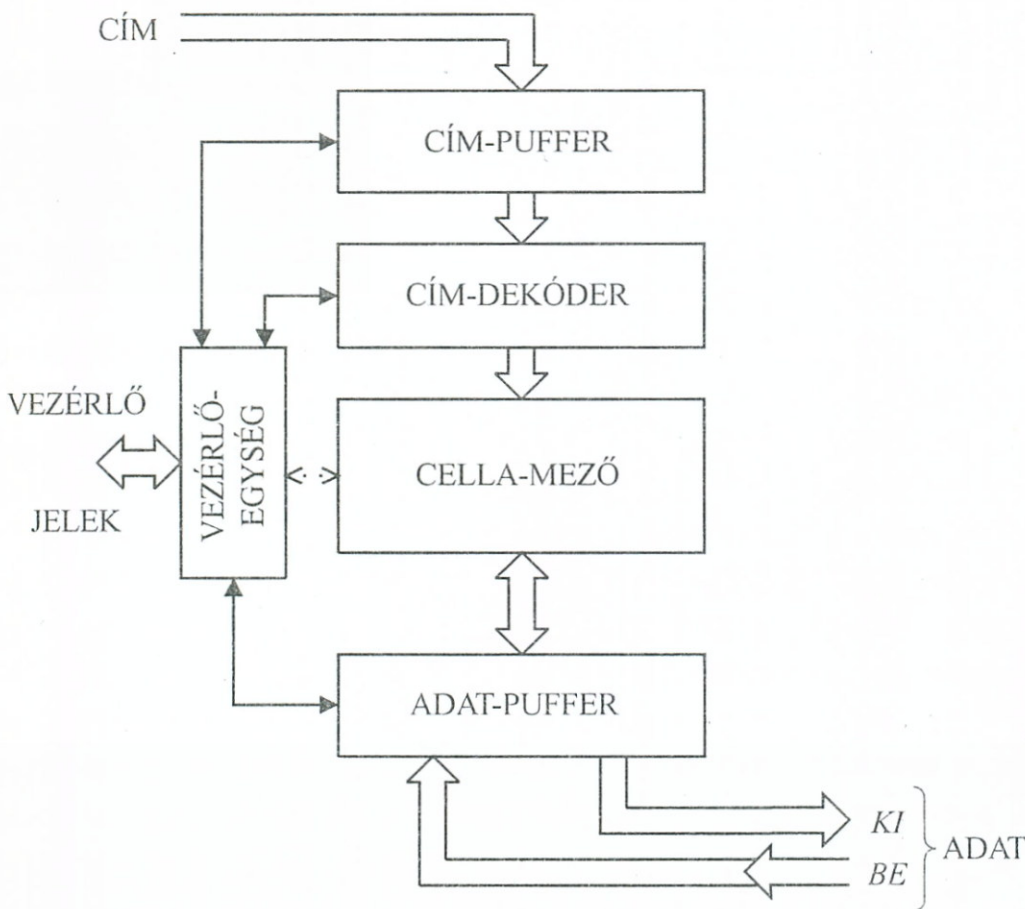 CÍM
CÍM-PUFFER
CÍM-DEKÓDER
VEZÉRLŐ
JELEK
VEZÉRLŐ-
EGYSÉG
CELLA-MEZŐ
ADAT-PUFFER
KI
BE
ADAT